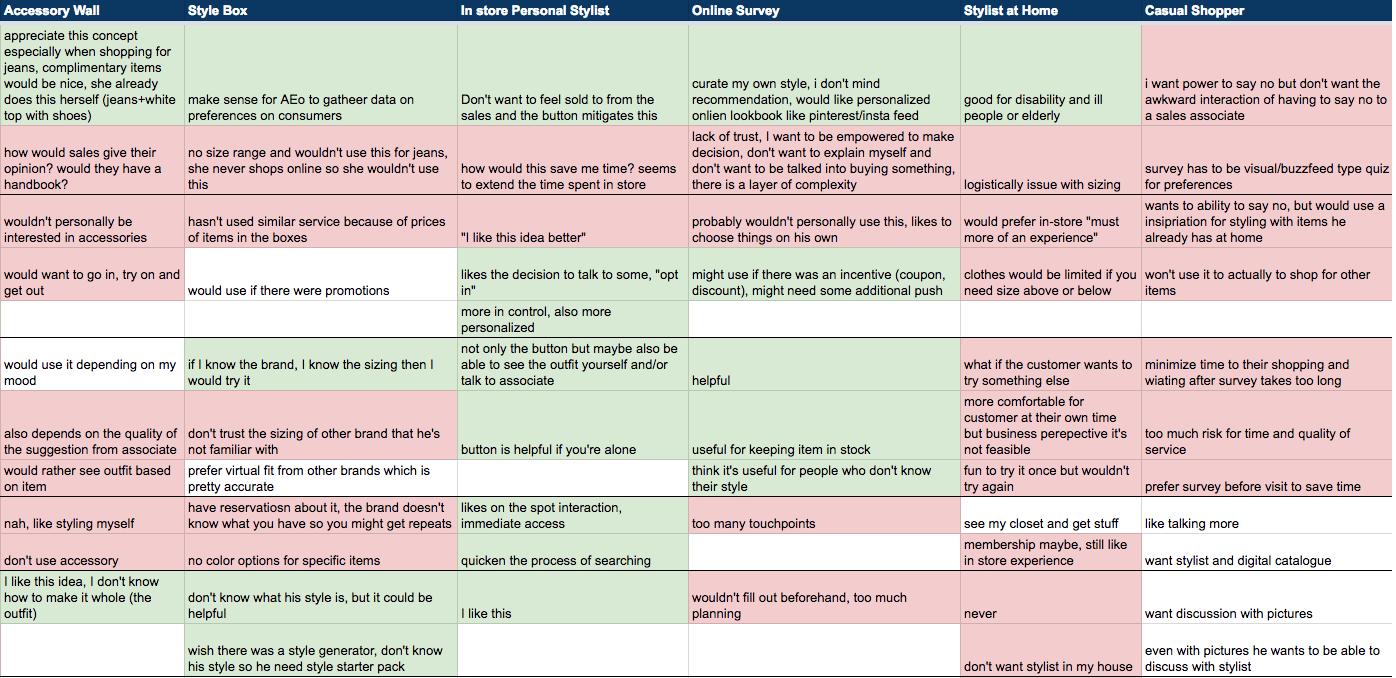 Accessory Wall
Style Box
In store Personal Stylist
Online Survey
Stylist at Home
Casual Shopper
appreciate this concept
especially when shopping for
jeans, complimentary items
would be nice, she already
does this herself (jeans+white
top with shoes)
make sense for AEo to gatheer data on
preferences on consumers
Don't want to feel sold to from the
sales and the button mitigates this
curate my own style, i don't mind
recommendation, would like personalized
onlien lookbook like pinterest/insta feed
good for disability and ill
people or elderly
i want power to say no but don't want the
awkward interaction of having to say no to
a sales associate
how would sales give their
opinion? would they have a
handbook?
no size range and wouldn't use this for jeans,
she never shops online so she wouldn't use
this
how would this save me time? seems
to extend the time spent in store
lack of trust, I want to be empowered to make
decision, don't want to explain myself and
don't want to be talked into buying something,
there is a layer of complexity
logistically issue with sizing
survey has to be visual/buzzfeed type quiz
for preferences
wouldn't personally be
interested in accessories
hasn't used similar service because of prices
of items in the boxes
"I like this idea better"
probably wouldn't personally use this, likes to
choose things on his own
would prefer in-store "must
more of an experience"
wants to ability to say no, but would use a
insipriation for styling with items he
already has at home
would want to go in, try on and
get out
would use if there were promotions
likes the decision to talk to some, "opt
in"
might use if there was an incentive (coupon,
discount), might need some additional push
clothes would be limited if you
need size above or below
won't use it to actually to shop for other
items
more in control, also more
personalized
would use it depending on my
mood
if I know the brand, I know the sizing then I
would try it
not only the button but maybe also be
able to see the outfit yourself and/or
talk to associate
helpful
what if the customer wants to
try something else
minimize time to their shopping and
wiating after survey takes too long
also depends on the quality of
the suggestion from associate
don't trust the sizing of other brand that he's
not familiar with
button is helpful if you're alone
useful for keeping item in stock
more comfortable for
customer at their own time
but business perepective it's
not feasible
too much risk for time and quality of
service
would rather see outfit based
on item
prefer virtual fit from other brands which is
pretty accurate
think it's useful for people who don't know
their style
fun to try it once but wouldn't
try again
prefer survey before visit to save time
nah, like styling myself
have reservatiosn about it, the brand doesn't
know what you have so you might get repeats
likes on the spot interaction,
immediate access
too many touchpoints
see my closet and get stuff
like talking more
don't use accessory
no color options for specific items
quicken the process of searching
membership maybe, still like
in store experience
want stylist and digital catalogue
I like this idea, I don't know
how to make it whole (the
outfit)
don't know what his style is, but it could be
helpful
I like this
wouldn't fill out beforehand, too much
planning
never
want discussion with pictures
wish there was a style generator, don't know
his style so he need style starter pack
don't want stylist in my house
even with pictures he wants to be able to
discuss with stylist